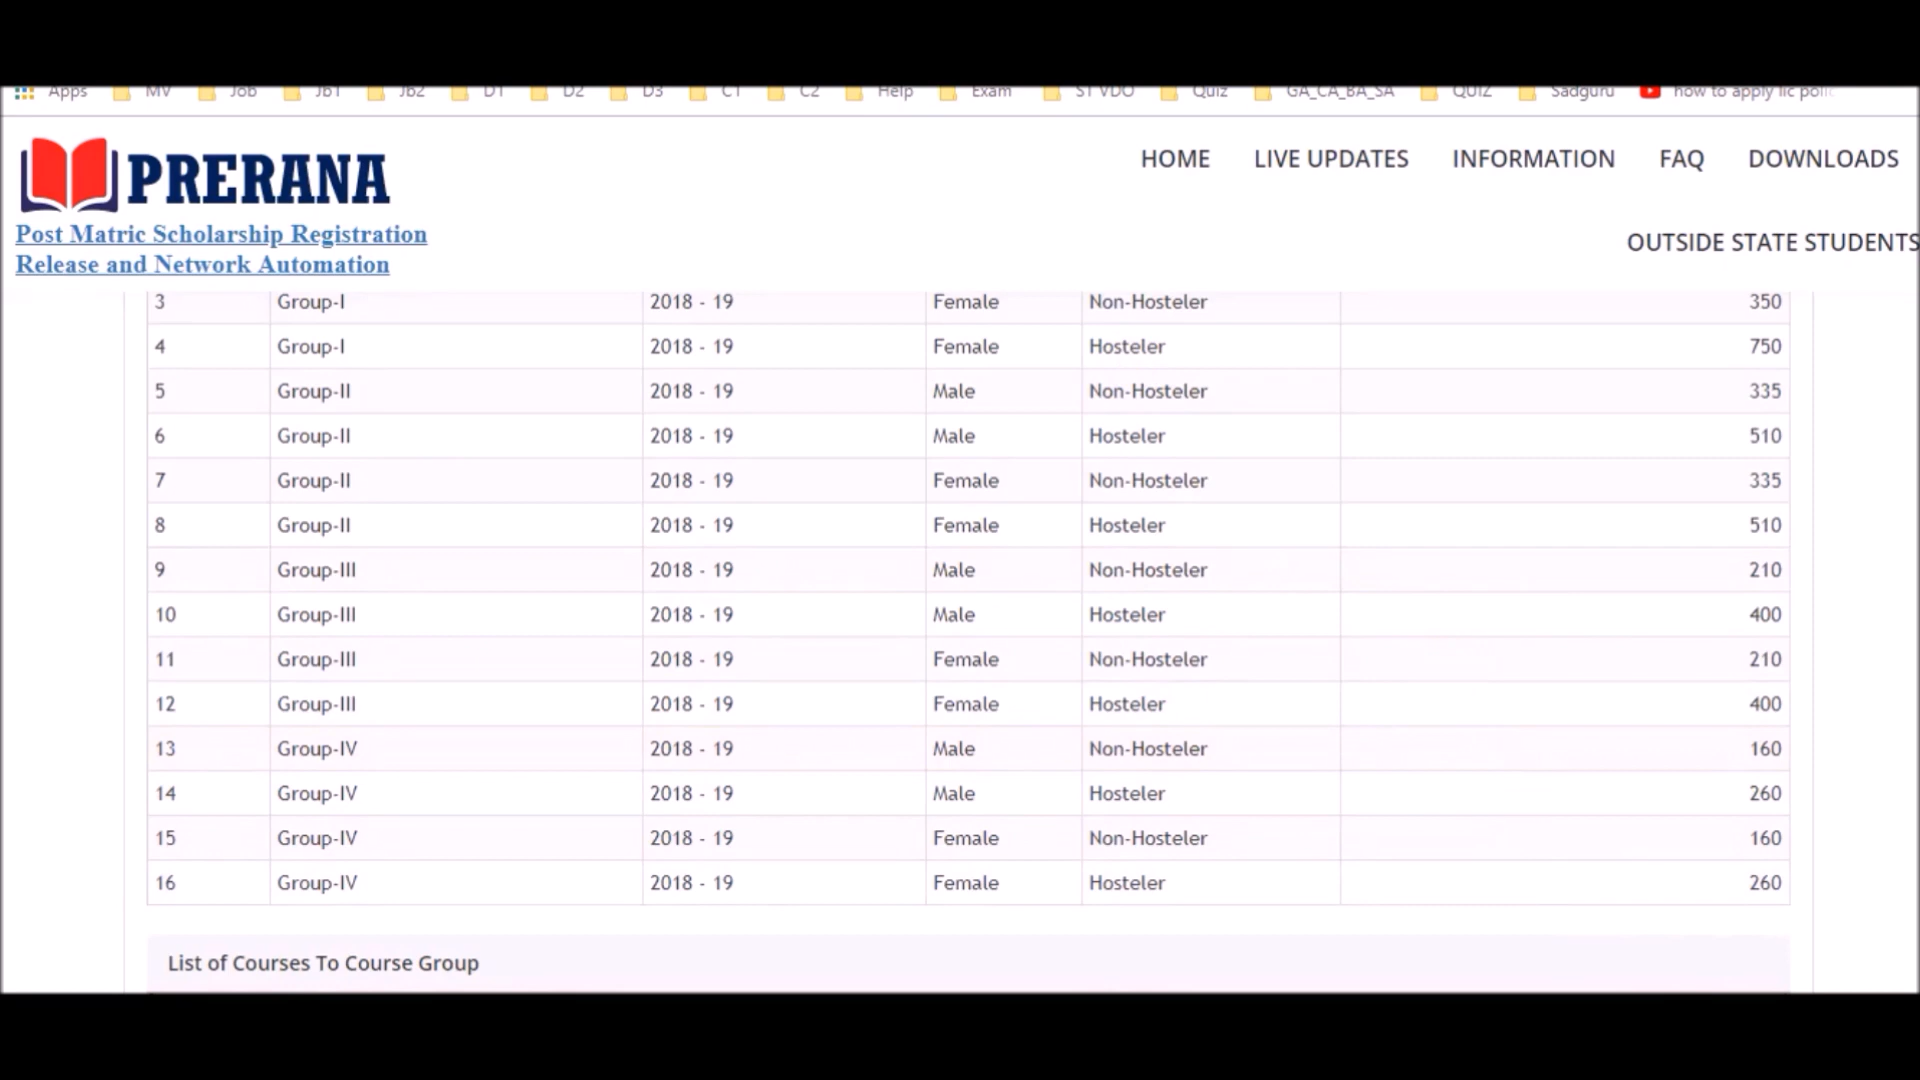 Apps MV Job Jb1 Jb2 D1 D2 D3 C1 C2 Help Exam ST VDO Quiz GA_CA_BA_SA QUIZ Sadguru how to apply lic polic
PRERANA
Post Matric Scholarship Registration
Release and Network Automation
HOME LIVE UPDATES INFORMATION FAQ DOWNLOADS
OUTSIDE STATE STUDENTS
3 Group-I 2018 - 19 Female Non-Hosteler 350
4 Group-I 2018 - 19 Female Hosteler 750
5 Group-II 2018 - 19 Male Non-Hosteler 335
6 Group-II 2018 - 19 Male Hosteler 510
7 Group-II 2018 - 19 Female Non-Hosteler 335
8 Group-II 2018 - 19 Female Hosteler 510
9 Group-III 2018 - 19 Male Non-Hosteler 210
10 Group-III 2018 - 19 Male Hosteler 400
11 Group-III 2018 - 19 Female Non-Hosteler 210
12 Group-III 2018 - 19 Female Hosteler 400
13 Group-IV 2018 - 19 Male Non-Hosteler 160
14 Group-IV 2018 - 19 Male Hosteler 260
15 Group-IV 2018 - 19 Female Non-Hosteler 160
16 Group-IV 2018 - 19 Female Hosteler 260
List of Courses To Course Group